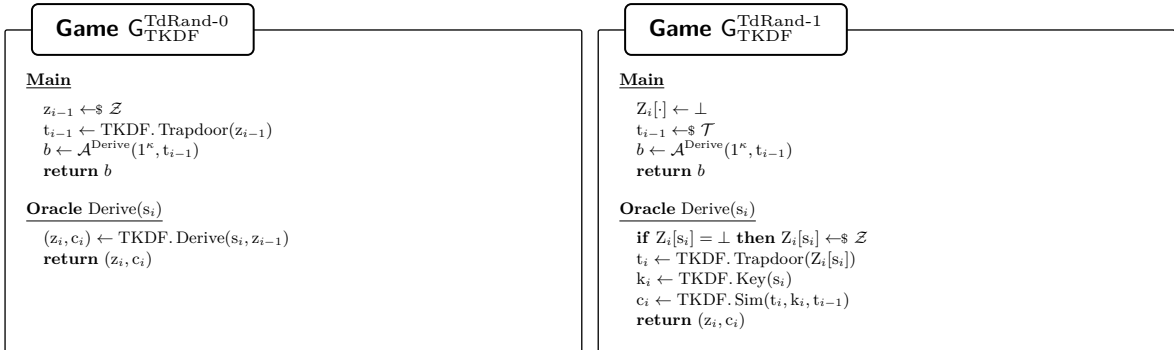 Game G_TKDF^TdRand-0
Main
z_{i−1} ←$ 𝒵
t_{i−1} ← TKDF. Trapdoor(z_{i−1})
b ← 𝒜^Derive(1^κ, t_{i−1})
return b
Oracle Derive(s_i)
(z_i, c_i) ← TKDF. Derive(s_i, z_{i−1})
return (z_i, c_i)
Game G_TKDF^TdRand-1
Main
Z_i[·] ← ⊥
t_{i−1} ←$ 𝒯
b ← 𝒜^Derive(1^κ, t_{i−1})
return b
Oracle Derive(s_i)
if Z_i[s_i] = ⊥ then Z_i[s_i] ←$ 𝒵
t_i ← TKDF. Trapdoor(Z_i[s_i])
k_i ← TKDF. Key(s_i)
c_i ← TKDF. Sim(t_i, k_i, t_{i−1})
return (z_i, c_i)